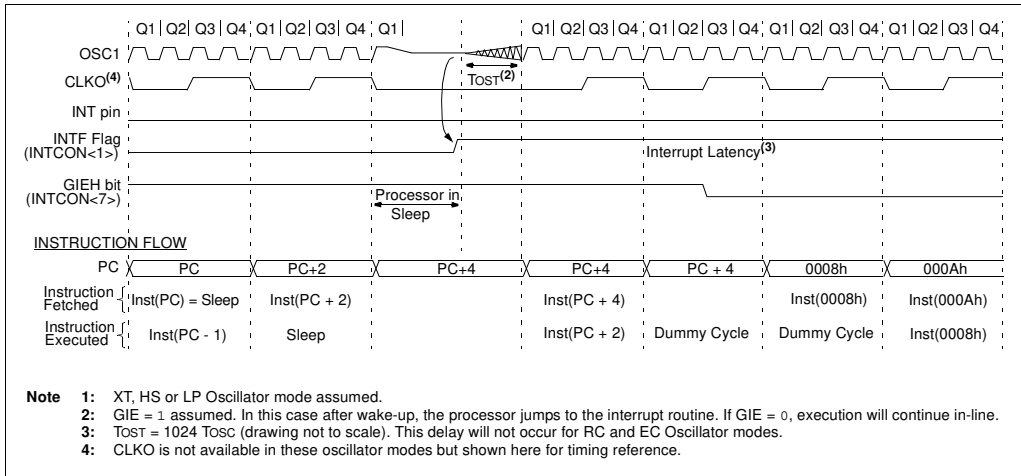 Q1 Q2 Q3 Q4 Q1 Q2 Q3 Q4 Q1 Q1 Q2 Q3 Q4 Q1 Q2 Q3 Q4 Q1 Q2 Q3 Q4 Q1 Q2 Q3 Q4
OSC1
TOST(2)
CLKO(4)
INT pin
INTF Flag
(INTCON<1>)
Interrupt Latency(3)
GIEH bit
(INTCON<7>)
Processor in
Sleep
INSTRUCTION FLOW
PC PC PC+2 PC+4 PC+4 PC + 4 0008h 000Ah
Instruction
Fetched
Inst(PC) = Sleep Inst(PC + 2) Inst(PC + 4) Inst(0008h) Inst(000Ah)
Instruction
Executed
Inst(PC - 1) Sleep Inst(PC + 2) Dummy Cycle Dummy Cycle Inst(0008h)
Note 1: XT, HS or LP Oscillator mode assumed.
2: GIE = 1 assumed. In this case after wake-up, the processor jumps to the interrupt routine. If GIE = 0, execution will continue in-line.
3: TOST = 1024 TOSC (drawing not to scale). This delay will not occur for RC and EC Oscillator modes.
4: CLKO is not available in these oscillator modes but shown here for timing reference.